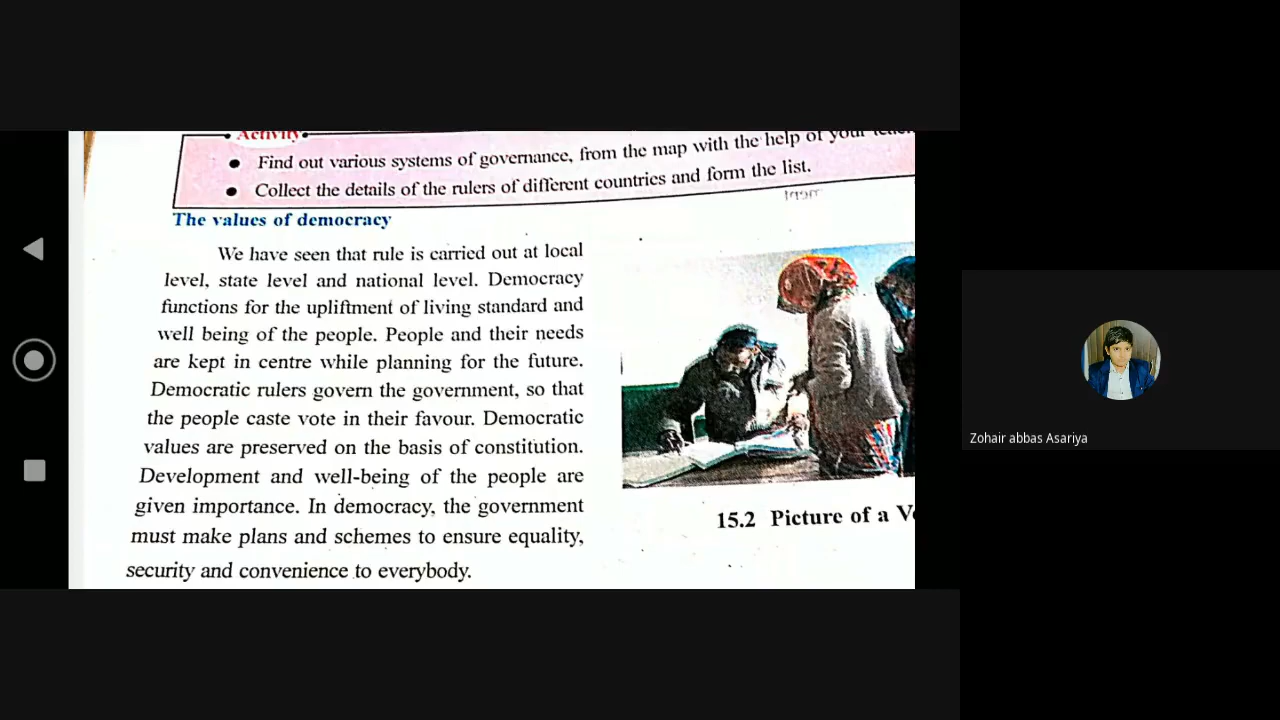 Activity
• Find out various systems of governance, from the map with the help of your
• Collect the details of the rulers of different countries and form the list.
The values of democracy
We have seen that rule is carried out at local
level, state level and national level. Democracy
functions for the upliftment of living standard and
well being of the people. People and their needs
are kept in centre while planning for the future.
Democratic rulers govern the government, so that
the people caste vote in their favour. Democratic
values are preserved on the basis of constitution.
Development and well-being of the people are
given importance. In democracy, the government
must make plans and schemes to ensure equality,
security and convenience to everybody.
15.2 Picture of a
Zohair abbas Asariya